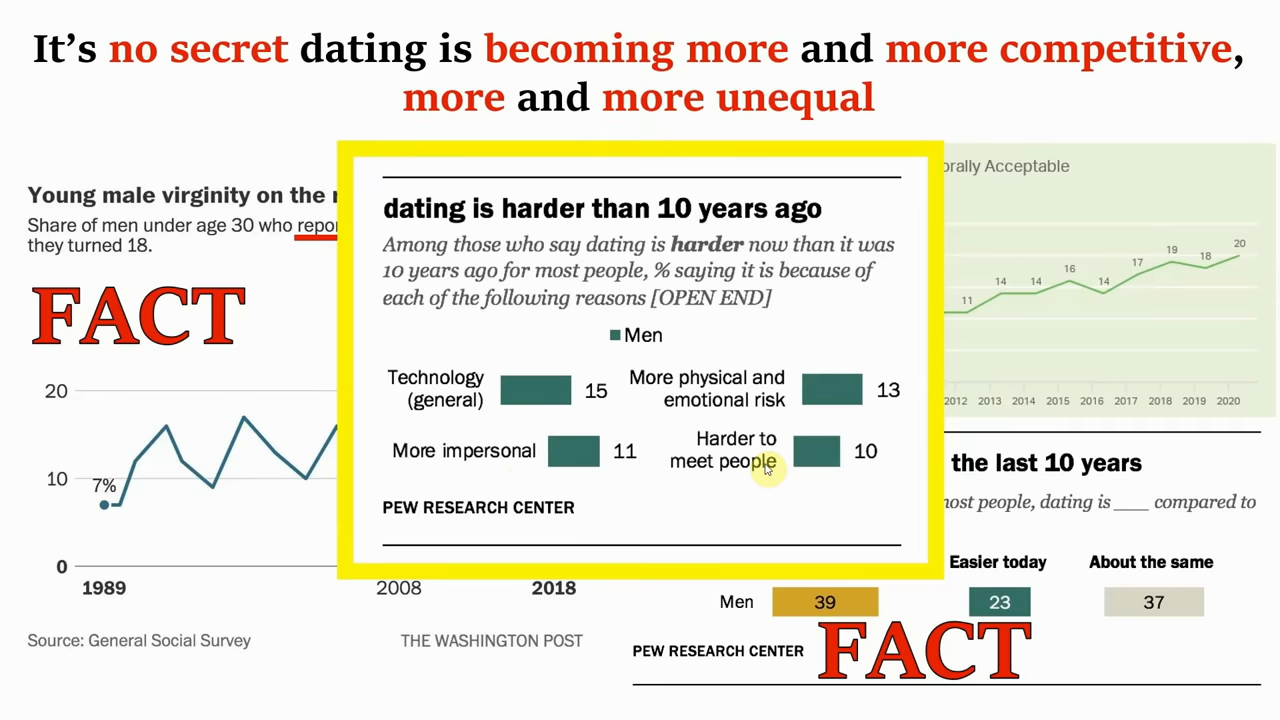 It's no secret dating is becoming more and more competitive,
more and more unequal
Young male virginity on the
Share of men under age 30 who
they turned 18.
FACT
20
10
7%
0
1989
2008
2018
Source: General Social Survey
THE WASHINGTON POST
dating is harder than 10 years ago
Among those who say dating is harder now than it was
10 years ago for most people, % saying it is because of
each of the following reasons [OPEN END]
Men
Technology
(general)
15
More physical and
emotional risk
13
More impersonal
11
Harder to
meet people
10
PEW RESEARCH CENTER
Acceptable
11
14
14
16
14
17
19
18
20
2012
2013
2014
2015
2016
2017
2018
2019
2020
the last 10 years
most people, dating is ___ compared to
Easier today
About the same
Men
39
23
37
PEW RESEARCH CENTER
FACT